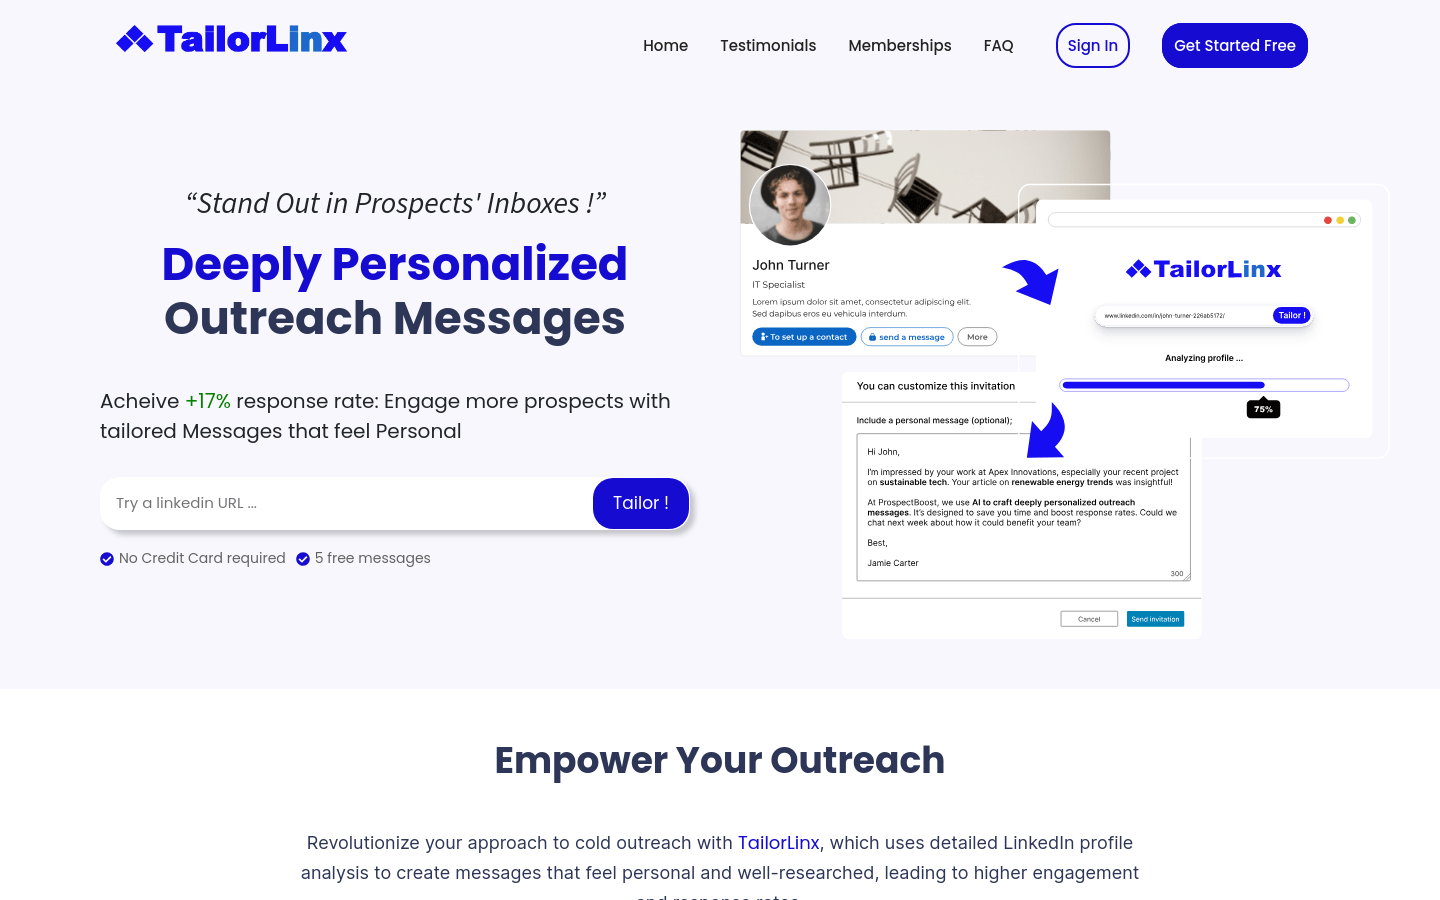 TailorLinx
Home
Testimonials
Memberships
FAQ
Sign In
Get Started Free
“Stand Out in Prospects' Inboxes !”
Deeply Personalized
Outreach Messages
Acheive +17% response rate: Engage more prospects with
tailored Messages that feel Personal
Try a linkedin URL ...
Tailor !
No Credit Card required
5 free messages
John Turner
IT Specialist
Lorem ipsum dolor sit amet, consectetur adipiscing elit.
Sed dapibus eros eu vehicula interdum.
To set up a contact
send a message
More
TailorLinx
www.linkedin.com/in/john-turner-226ab5172/
Tailor !
Analyzing profile ...
75%
You can customize this invitation
Include a personal message (optional);
Hi John,
I'm impressed by your work at Apex Innovations, especially your recent project
on sustainable tech. Your article on renewable energy trends was insightful!
At ProspectBoost, we use AI to craft deeply personalized outreach
messages. It's designed to save you time and boost response rates. Could we
chat next week about how it could benefit your team?
Best,
Jamie Carter
300
Cancel
Send invitation
Empower Your Outreach
Revolutionize your approach to cold outreach with TailorLinx, which uses detailed LinkedIn profile
analysis to create messages that feel personal and well-researched, leading to higher engagement
and response rates.